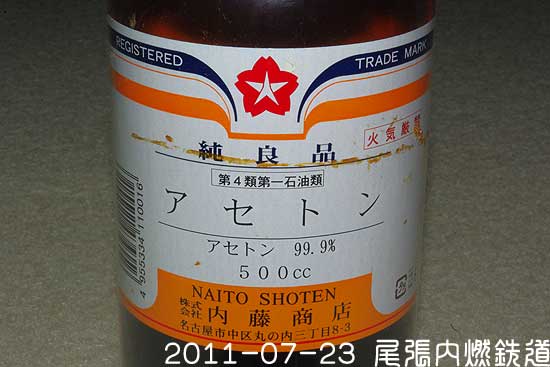 REGISTERED TRADE MARK
純良品
火気厳禁
第4類第一石油類
アセトン
アセトン 99.9%
500cc
NAITO SHOTEN
株式会社 内藤商店
名古屋市中区丸の内三丁目8-3
4955334110016
2011-07-23 尾張内燃鉄道